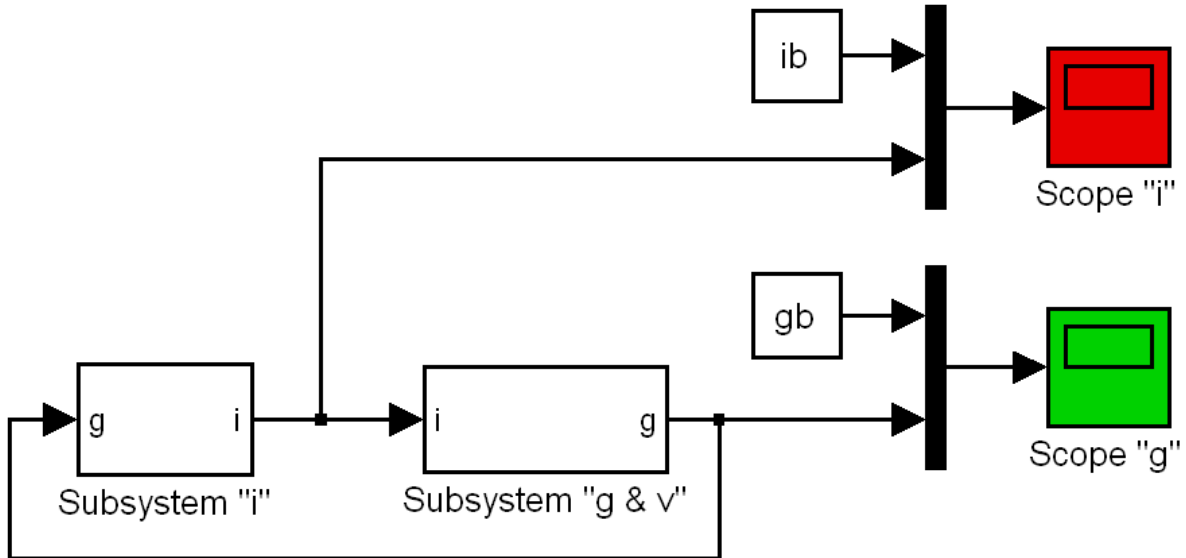 ib
Scope "i"
gb
g
i
i
g
Subsystem "i"
Subsystem "g & v"
Scope "g"